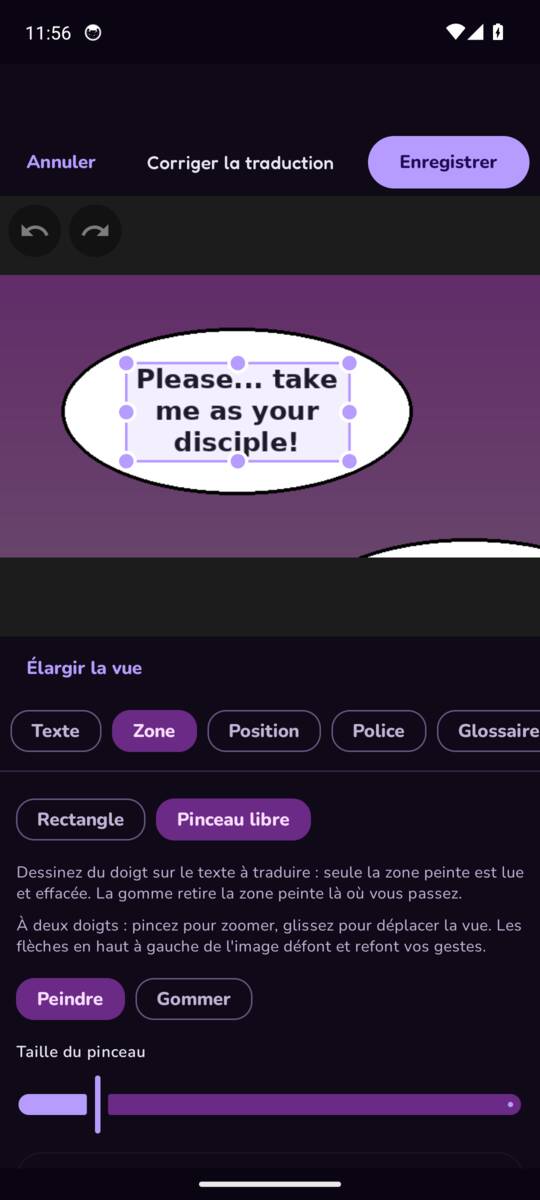 11:56
Annuler
Corriger la traduction
Enregistrer
Please... take
me as your
disciple!
Élargir la vue
Texte
Zone
Position
Police
Glossaire
Rectangle
Pinceau libre
Dessinez du doigt sur le texte à traduire : seule la zone peinte est lue
et effacée. La gomme retire la zone peinte là où vous passez.
À deux doigts : pincez pour zoomer, glissez pour déplacer la vue. Les
flèches en haut à gauche de l'image défont et refont vos gestes.
Peindre
Gommer
Taille du pinceau